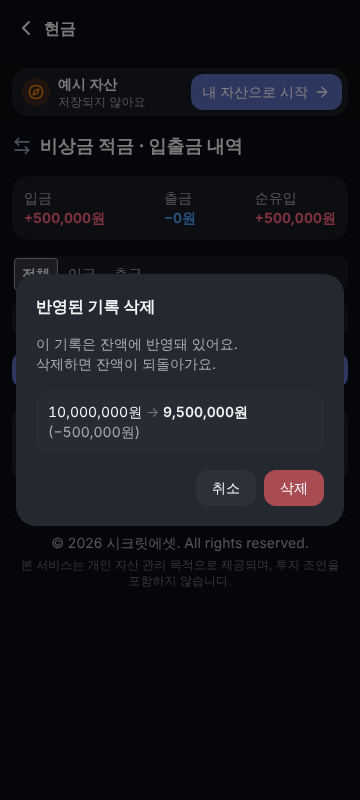 현금
예시 자산
저장되지 않아요
내 자산으로 시작 →
비상금 적금 · 입출금 내역
입금
출금
순유입
+500,000원
−0원
+500,000원
전체
입금
출금
반영된 기록 삭제
이 기록은 잔액에 반영돼 있어요.
삭제하면 잔액이 되돌아가요.
10,000,000원 → 9,500,000원
(−500,000원)
취소
삭제
© 2026 시크릿에셋. All rights reserved.
본 서비스는 개인 자산 관리 목적으로 제공되며, 투자 조언을
포함하지 않습니다.